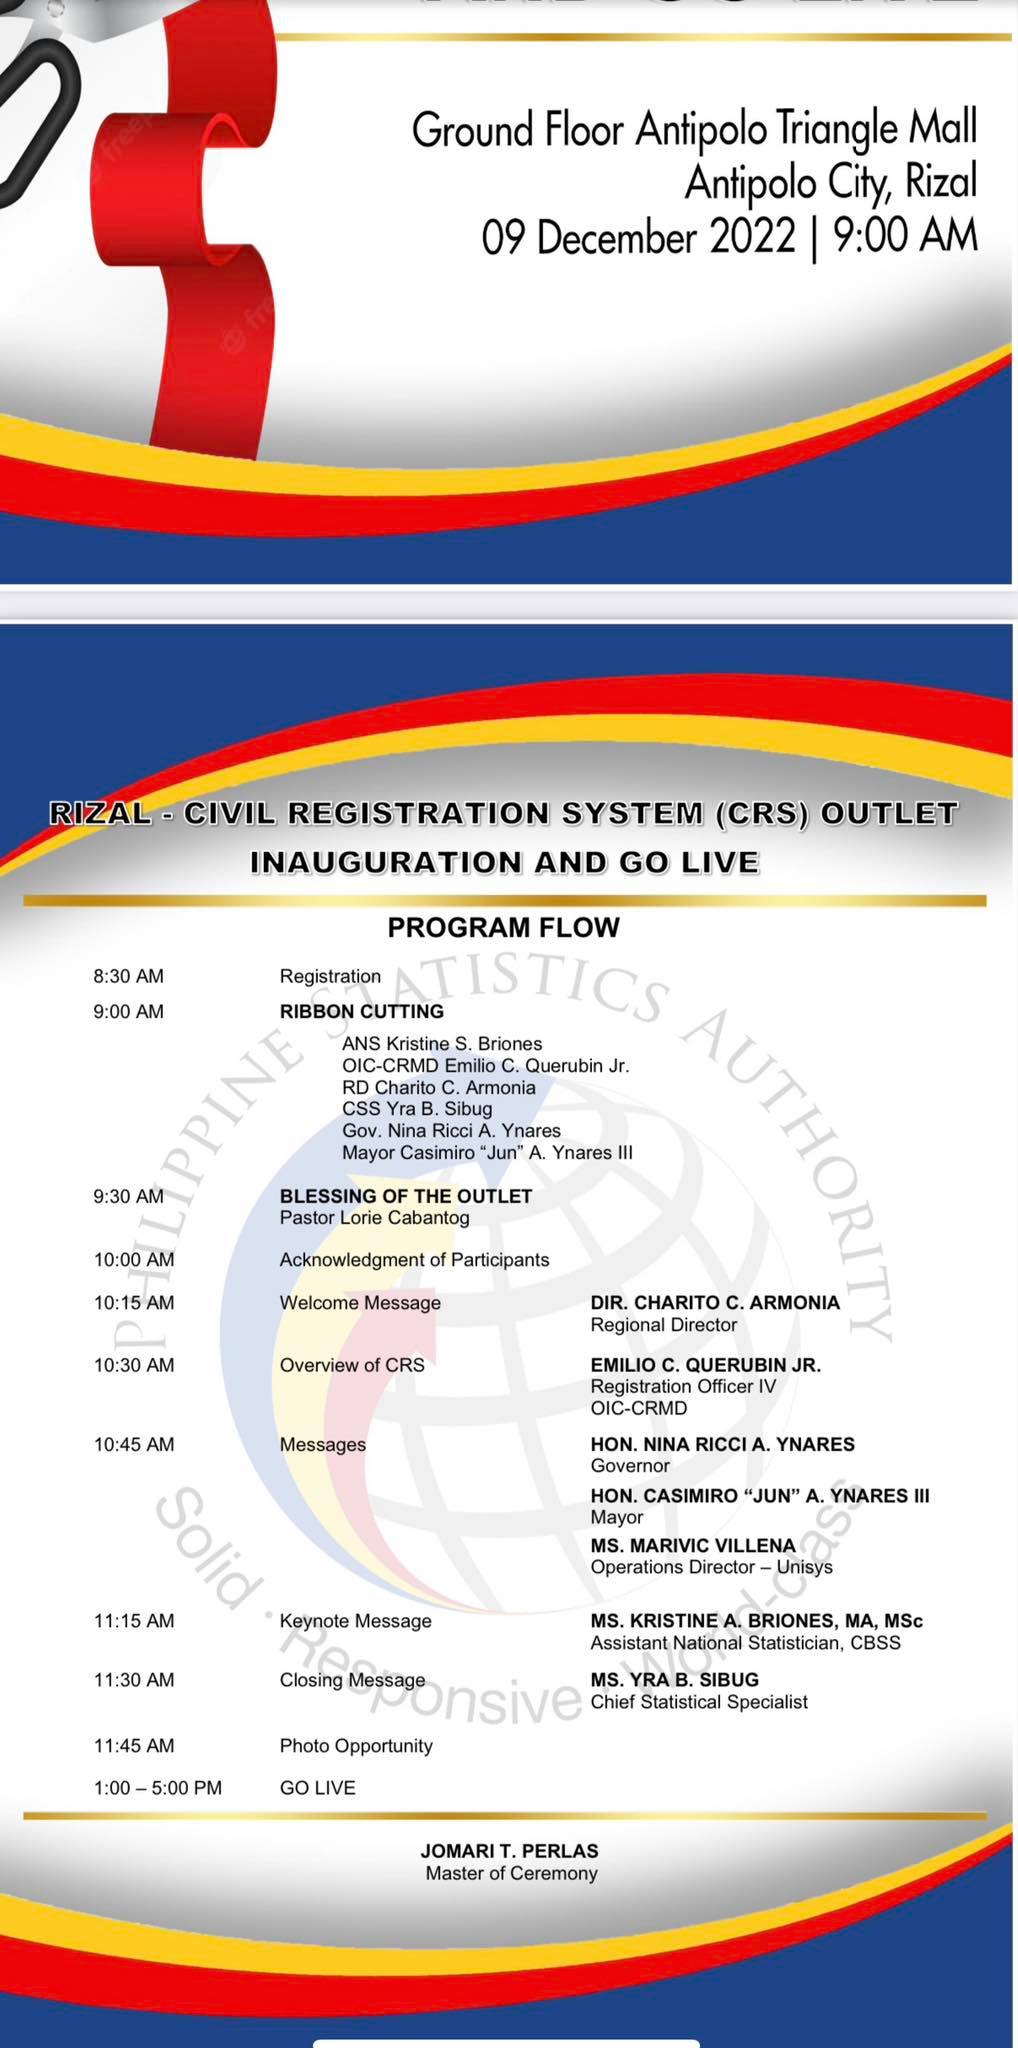 Ground Floor Antipolo Triangle Mall
Antipolo City, Rizal
09 December 2022 | 9:00 AM
RIZAL - CIVIL REGISTRATION SYSTEM (CRS) OUTLET
INAUGURATION AND GO LIVE
PROGRAM FLOW
PHILIPPINE STATISTICS AUTHORITY
8:30 AM Registration
9:00 AM RIBBON CUTTING
ANS Kristine S. Briones
OIC-CRMD Emilio C. Querubin Jr.
RD Charito C. Armonia
CSS Yra B. Sibug
Gov. Nina Ricci A. Ynares
Mayor Casimiro “Jun” A. Ynares III
9:30 AM BLESSING OF THE OUTLET
Pastor Lorie Cabantog
10:00 AM Acknowledgment of Participants
10:15 AM Welcome Message DIR. CHARITO C. ARMONIA
Regional Director
10:30 AM Overview of CRS EMILIO C. QUERUBIN JR.
Registration Officer IV
OIC-CRMD
10:45 AM Messages HON. NINA RICCI A. YNARES
Governor
HON. CASIMIRO “JUN” A. YNARES III
Mayor
MS. MARIVIC VILLENA
Operations Director – Unisys
11:15 AM Keynote Message MS. KRISTINE A. BRIONES, MA, MSc
Assistant National Statistician, CBSS
11:30 AM Closing Message MS. YRA B. SIBUG
Chief Statistical Specialist
Solid · Responsive · World-class
11:45 AM Photo Opportunity
1:00 – 5:00 PM GO LIVE
JOMARI T. PERLAS
Master of Ceremony